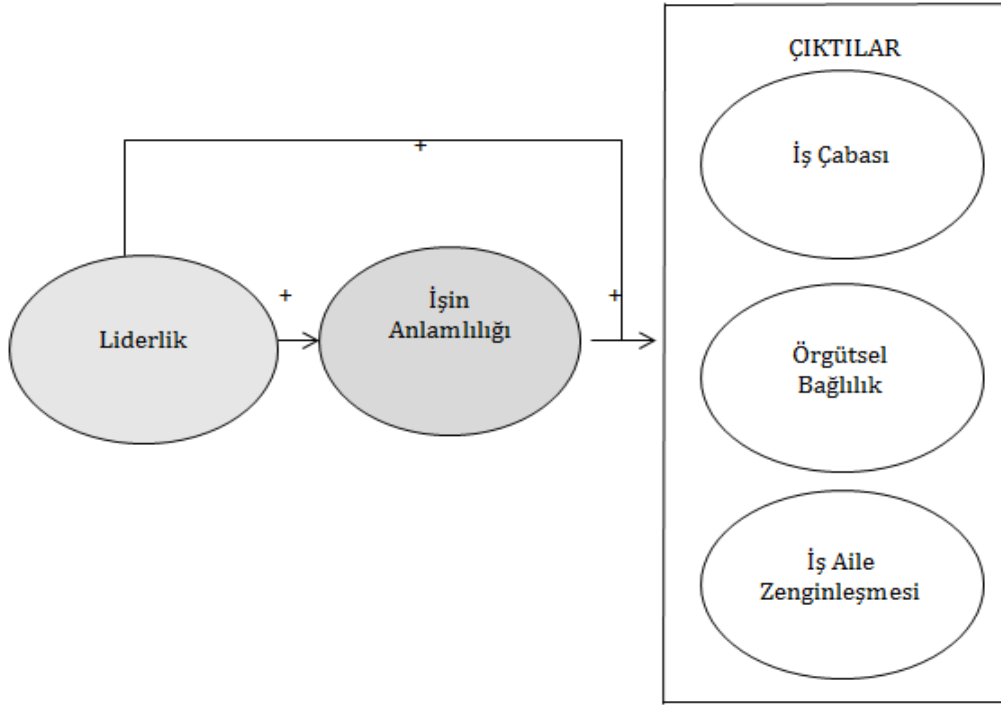 ÇIKTILAR
İş Çabası
+
Liderlik
+
İşin
Anlamlılığı
+
Örgütsel
Bağlılık
İş Aile
Zenginleşmesi